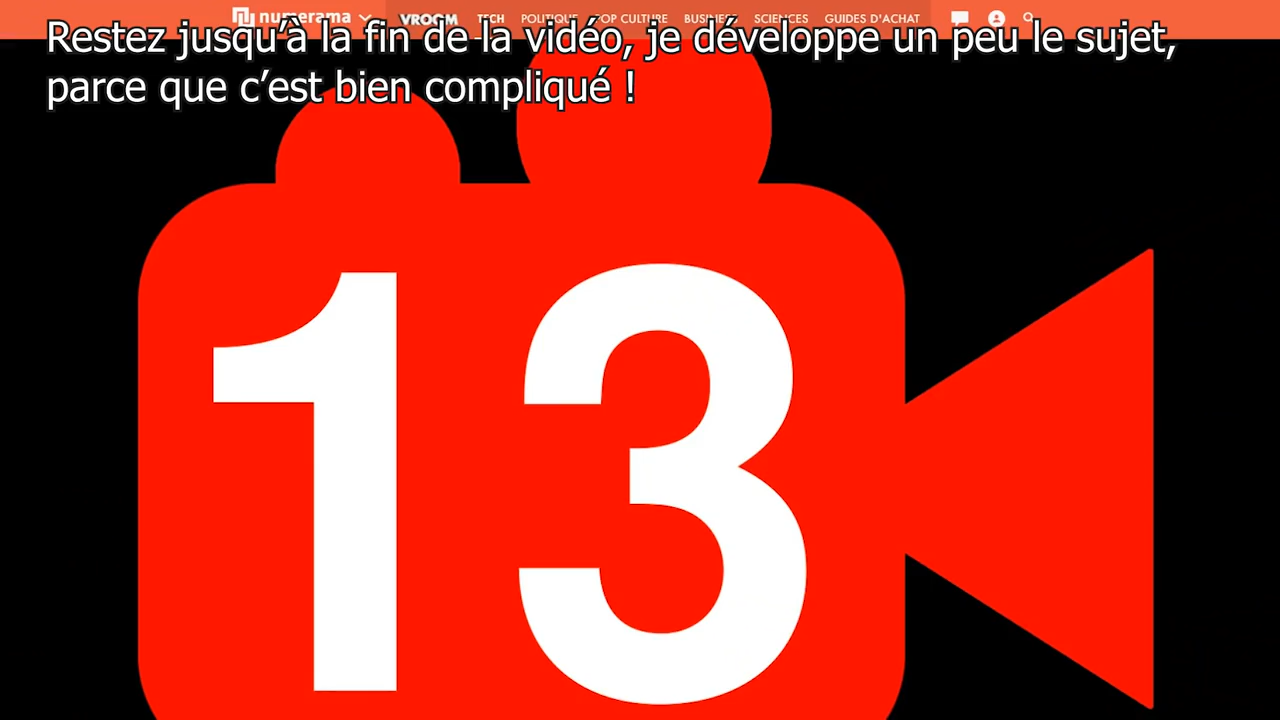 numerama VROOM TECH POLITIQUE POP CULTURE BUSINESS SCIENCES GUIDES D'ACHAT
Restez jusqu’à la fin de la vidéo, je développe un peu le sujet,
parce que c’est bien compliqué !
13